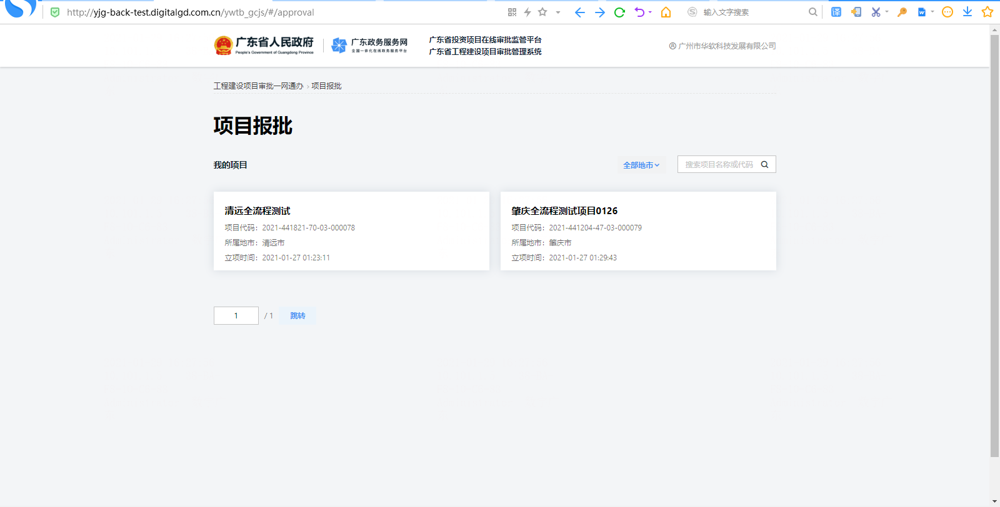 http://yjg-back-test.digitalgd.com.cn/ywtb_gcjs/#/approval
输入文字搜索
译
广东省人民政府
People's Government of Guangdong Province
广东政务服务网
全国一体化在线政务服务平台
广东省投资项目在线审批监管平台
广东省工程建设项目审批管理系统
广州市华软科技发展有限公司
工程建设项目审批一网通办 › 项目报批
项目报批
我的项目
全部地市
搜索项目名称或代码
清远全流程测试
项目代码：2021-441821-70-03-000078
所属地市：清远市
立项时间：2021-01-27 01:23:11
肇庆全流程测试项目0126
项目代码：2021-441204-47-03-000079
所属地市：肇庆市
立项时间：2021-01-27 01:29:43
1 / 1 跳转